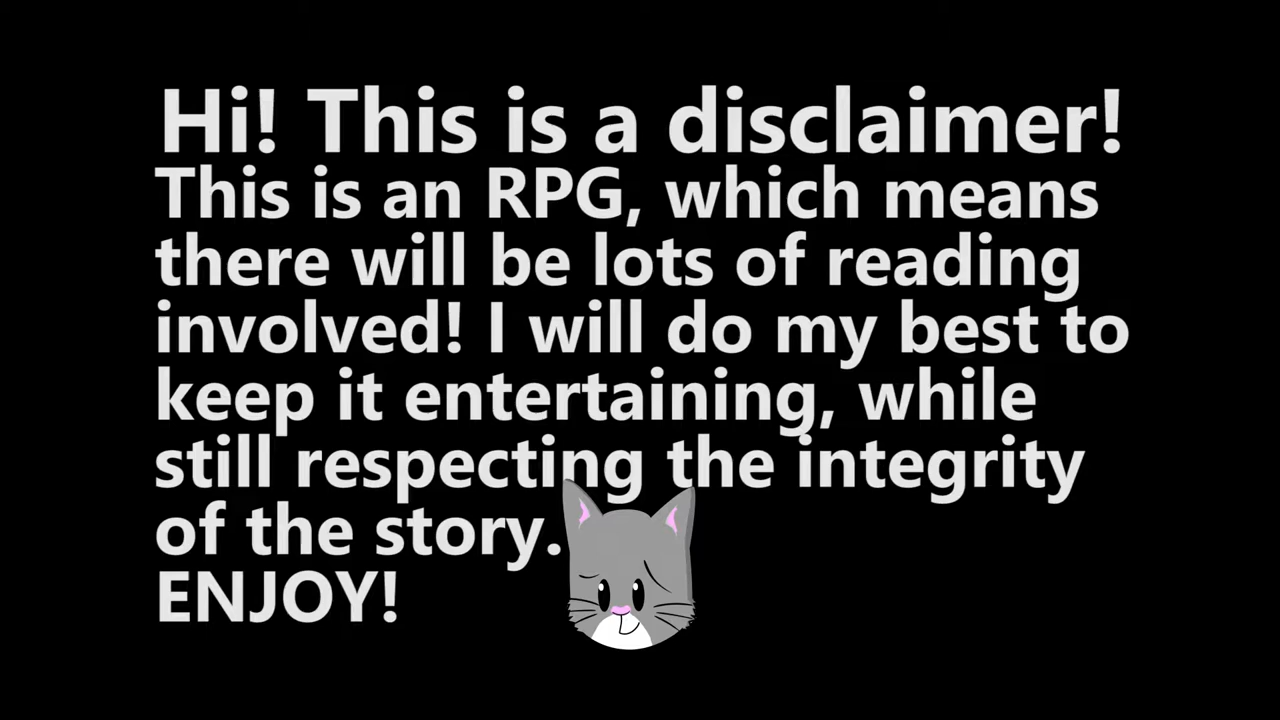 Hi! This is a disclaimer!
This is an RPG, which means
there will be lots of reading
involved! I will do my best to
keep it entertaining, while
still respecting the integrity
of the story.
ENJOY!